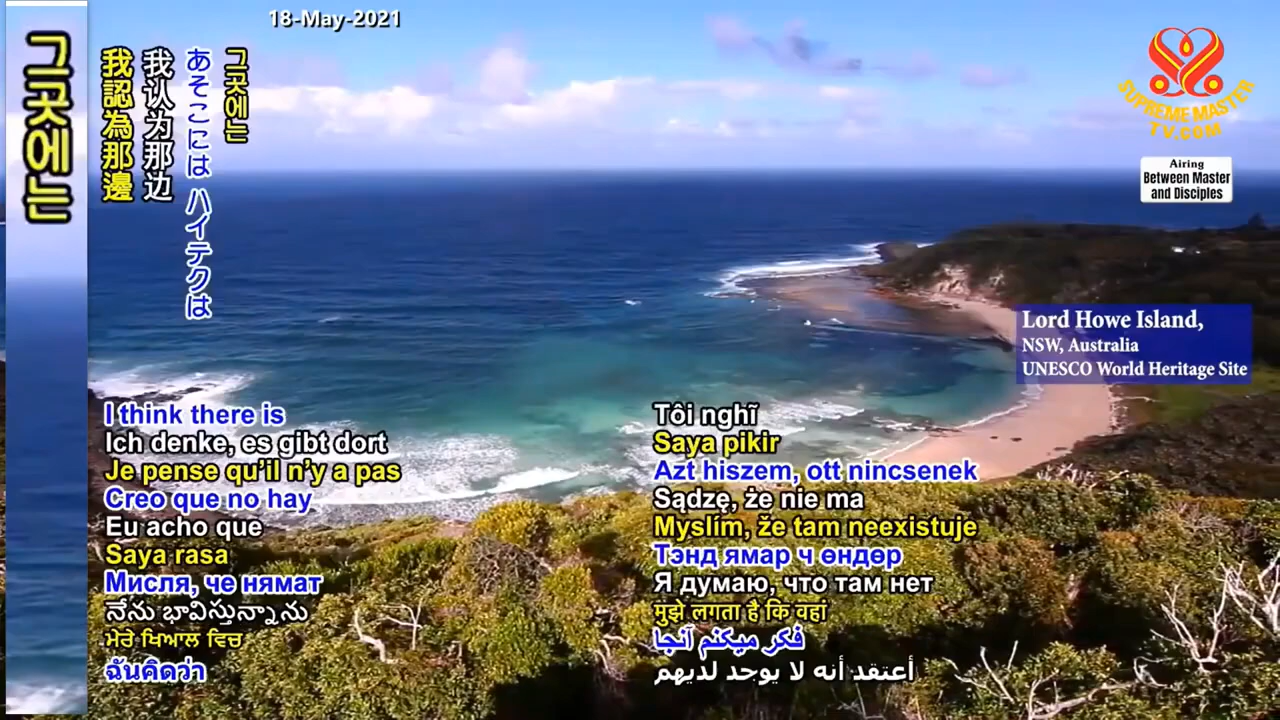 18-May-2021
SUPREME MASTER
TV.COM
Airing
Between Master
and Disciples
그곳에는
그곳에는
あそこには ハイテクは
我认为那边
我認為那邊
Lord Howe Island,
NSW, Australia
UNESCO World Heritage Site
I think there is
Ich denke, es gibt dort
Je pense qu'il n'y a pas
Creo que no hay
Eu acho que
Saya rasa
Мисля, че нямат
నేను భావిస్తున్నాను
ਮੇਰੇ ਖਿਆਲ ਵਿਚ
ฉันคิดว่า
Tôi nghĩ
Saya pikir
Azt hiszem, ott nincsenek
Sądzę, że nie ma
Myslím, že tam neexistuje
Тэнд ямар ч өндөр
Я думаю, что там нет
मुझे लगता है कि वहां
فکر میکنم آنجا
أعتقد أنه لا يوجد لديهم